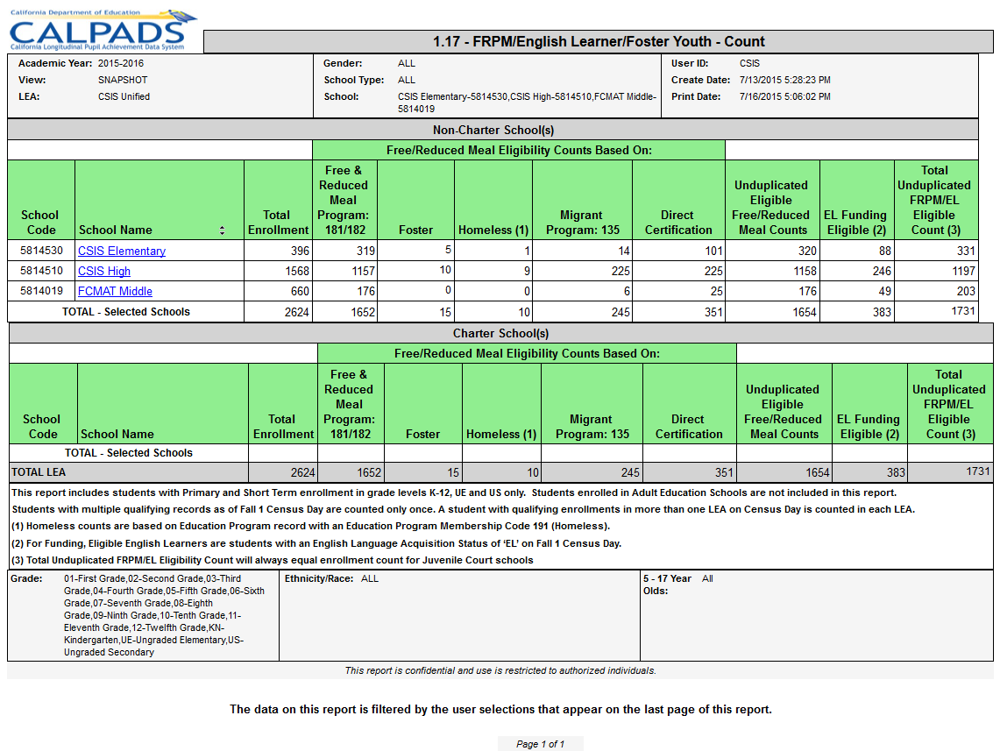 California Department of Education
CALPADS
California Longitudinal Pupil Achievement Data System
1.17 - FRPM/English Learner/Foster Youth - Count
Academic Year: 2015-2016
View: SNAPSHOT
LEA: CSIS Unified
Gender: ALL
School Type: ALL
School: CSIS Elementary-5814530,CSIS High-5814510,FCMAT Middle-
5814019
User ID: CSIS
Create Date: 7/13/2015 5:28:23 PM
Print Date: 7/16/2015 5:06:02 PM
Non-Charter School(s)
Free/Reduced Meal Eligibility Counts Based On:
School
Code
School Name
Total
Enrollment
Free &
Reduced
Meal
Program:
181/182
Foster
Homeless (1)
Migrant
Program: 135
Direct
Certification
Unduplicated
Eligible
Free/Reduced
Meal Counts
EL Funding
Eligible (2)
Total
Unduplicated
FRPM/EL
Eligible
Count (3)
5814530 CSIS Elementary 396 319 5 1 14 101 320 88 331
5814510 CSIS High 1568 1157 10 9 225 225 1158 246 1197
5814019 FCMAT Middle 660 176 0 0 6 25 176 49 203
TOTAL - Selected Schools 2624 1652 15 10 245 351 1654 383 1731
Charter School(s)
Free/Reduced Meal Eligibility Counts Based On:
School
Code
School Name
Total
Enrollment
Free &
Reduced
Meal
Program:
181/182
Foster
Homeless (1)
Migrant
Program: 135
Direct
Certification
Unduplicated
Eligible
Free/Reduced
Meal Counts
EL Funding
Eligible (2)
Total
Unduplicated
FRPM/EL
Eligible
Count (3)
TOTAL - Selected Schools
TOTAL LEA 2624 1652 15 10 245 351 1654 383 1731
This report includes students with Primary and Short Term enrollment in grade levels K-12, UE and US only. Students enrolled in Adult Education Schools are not included in this report.
Students with multiple qualifying records as of Fall 1 Census Day are counted only once. A student with qualifying enrollments in more than one LEA on Census Day is counted in each LEA.
(1) Homeless counts are based on Education Program record with an Education Program Membership Code 191 (Homeless).
(2) For Funding, Eligible English Learners are students with an English Language Acquisition Status of ‘EL’ on Fall 1 Census Day.
(3) Total Unduplicated FRPM/EL Eligibility Count will always equal enrollment count for Juvenile Court schools
Grade: 01-First Grade,02-Second Grade,03-Third
Grade,04-Fourth Grade,05-Fifth Grade,06-Sixth
Grade,07-Seventh Grade,08-Eighth
Grade,09-Ninth Grade,10-Tenth Grade,11-
Eleventh Grade,12-Twelfth Grade,KN-
Kindergarten,UE-Ungraded Elementary,US-
Ungraded Secondary
Ethnicity/Race: ALL
5 - 17 Year All
Olds:
This report is confidential and use is restricted to authorized individuals.
The data on this report is filtered by the user selections that appear on the last page of this report.
Page 1 of 1